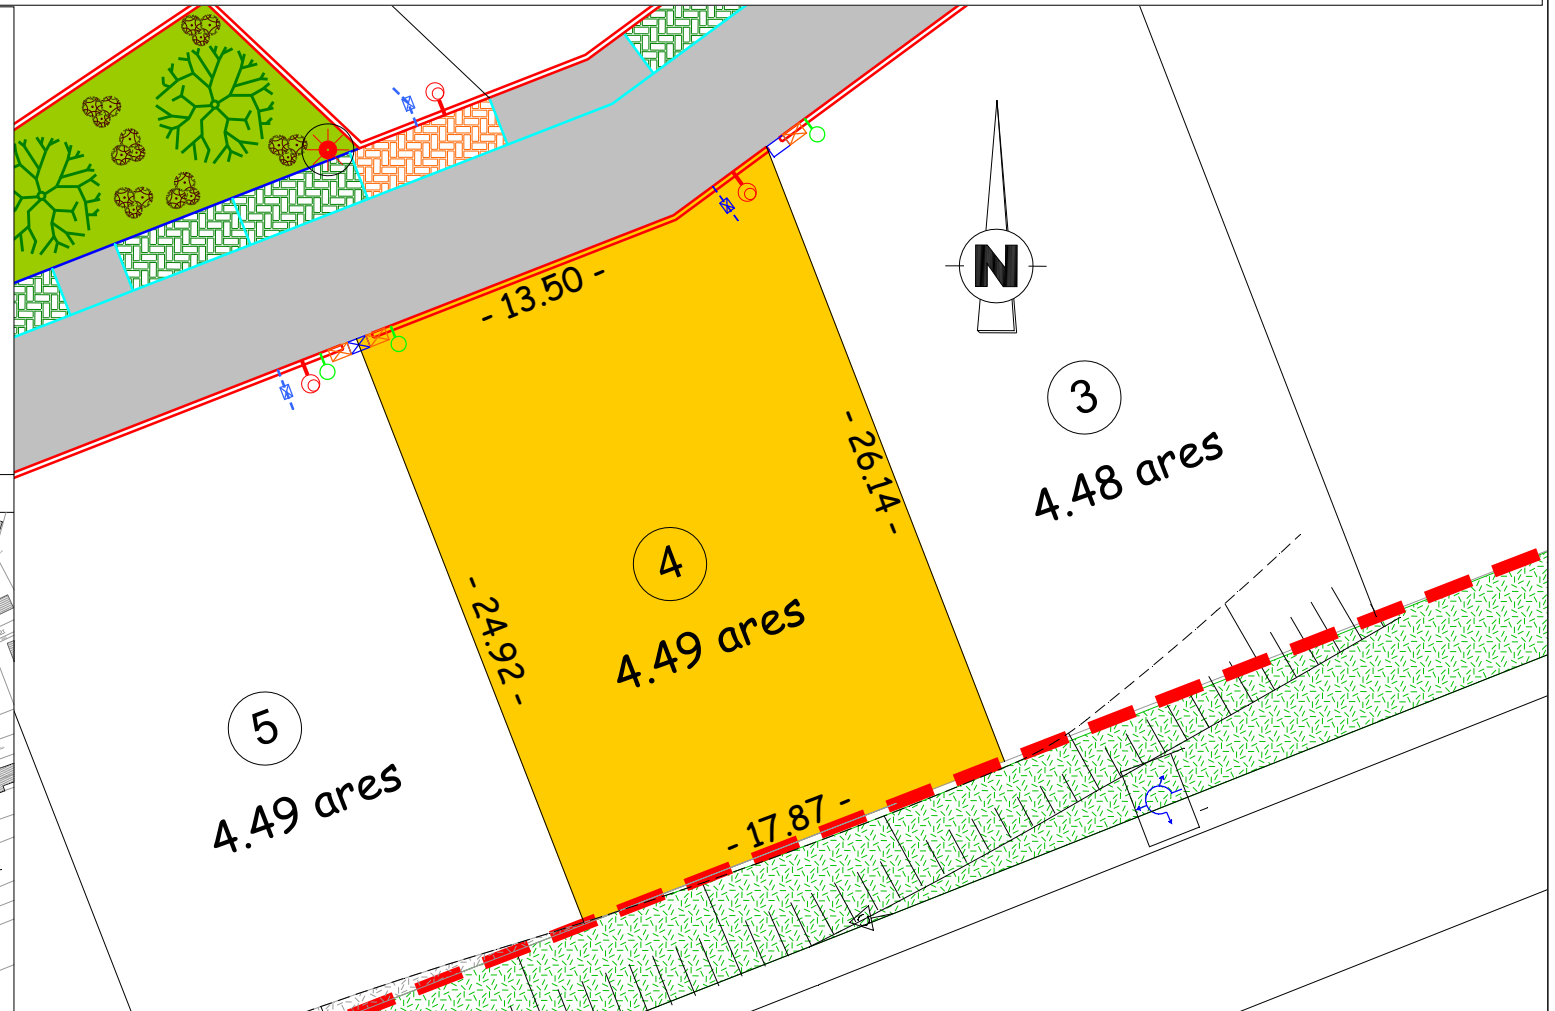 - 13.50 -
N
3
4.48 ares
- 26.14 -
4
4.49 ares
- 24.92 -
5
4.49 ares
- 17.87 -